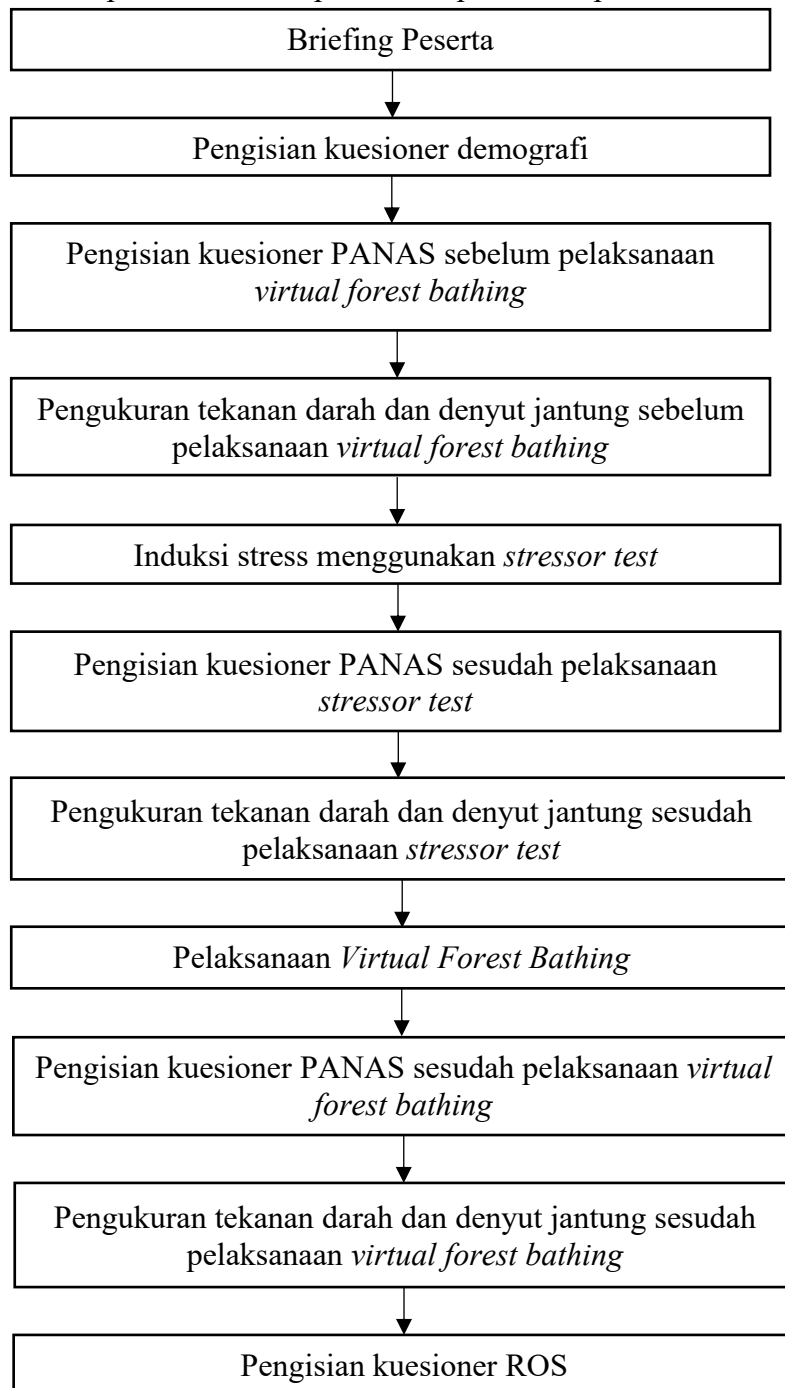 Briefing Peserta
Pengisian kuesioner demografi
Pengisian kuesioner PANAS sebelum pelaksanaan
virtual forest bathing
Pengukuran tekanan darah dan denyut jantung sebelum
pelaksanaan virtual forest bathing
Induksi stress menggunakan stressor test
Pengisian kuesioner PANAS sesudah pelaksanaan
stressor test
Pengukuran tekanan darah dan denyut jantung sesudah
pelaksanaan stressor test
Pelaksanaan Virtual Forest Bathing
Pengisian kuesioner PANAS sesudah pelaksanaan virtual
forest bathing
Pengukuran tekanan darah dan denyut jantung sesudah
pelaksanaan virtual forest bathing
Pengisian kuesioner ROS